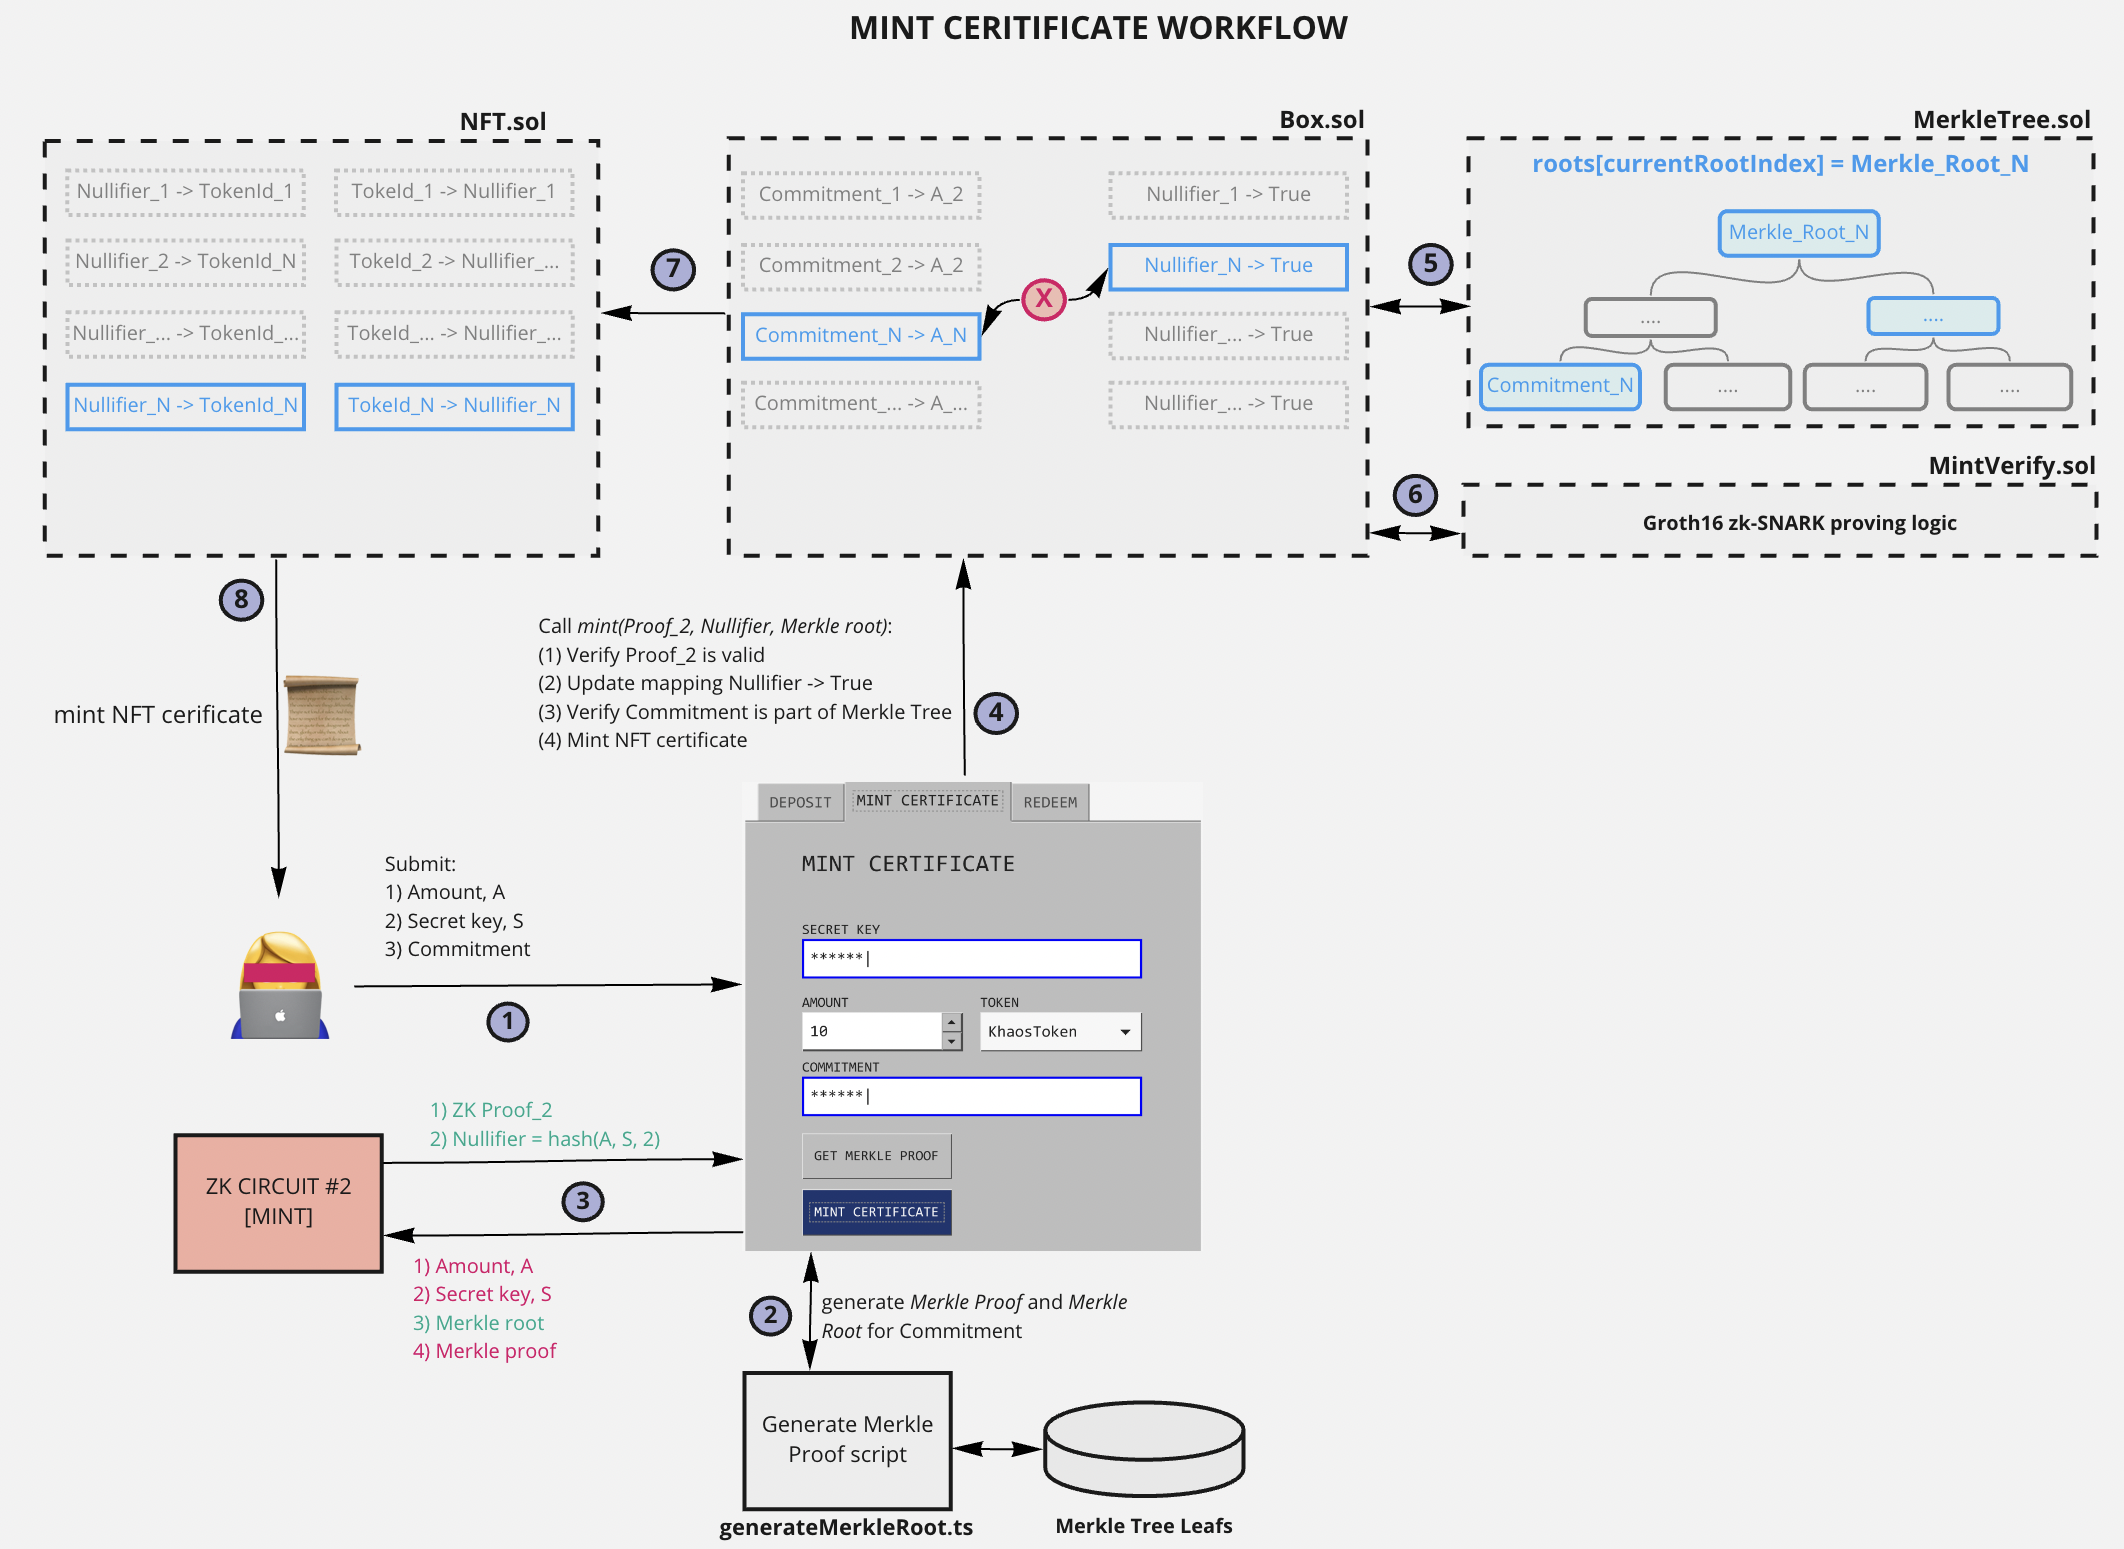 MINT CERITIFICATE WORKFLOW
NFT.sol
Nullifier_1 -> TokenId_1
TokeId_1 -> Nullifier_1
Nullifier_2 -> TokenId_N
TokeId_2 -> Nullifier_...
Nullifier_... -> TokenId_...
TokeId_... -> Nullifier_...
Nullifier_N -> TokenId_N
TokeId_N -> Nullifier_N
7
Box.sol
Commitment_1 -> A_2
Nullifier_1 -> True
Commitment_2 -> A_2
Nullifier_N -> True
X
Commitment_N -> A_N
Nullifier_... -> True
Commitment_... -> A_...
Nullifier_... -> True
5
MerkleTree.sol
roots[currentRootIndex] = Merkle_Root_N
Merkle_Root_N
....
....
Commitment_N
....
....
....
6
MintVerify.sol
Groth16 zk-SNARK proving logic
8
mint NFT cerificate
Call mint(Proof_2, Nullifier, Merkle root):
(1) Verify Proof_2 is valid
(2) Update mapping Nullifier -> True
(3) Verify Commitment is part of Merkle Tree
(4) Mint NFT certificate
4
DEPOSIT
MINT CERTIFICATE
REDEEM
MINT CERTIFICATE
SECRET KEY
******|
AMOUNT
TOKEN
10
KhaosToken
COMMITMENT
******|
GET MERKLE PROOF
MINT CERTIFICATE
Submit:
1) Amount, A
2) Secret key, S
3) Commitment
1
1) ZK Proof_2
2) Nullifier = hash(A, S, 2)
ZK CIRCUIT #2
[MINT]
3
1) Amount, A
2) Secret key, S
3) Merkle root
4) Merkle proof
2
generate Merkle Proof and Merkle
Root for Commitment
Generate Merkle
Proof script
generateMerkleRoot.ts
Merkle Tree Leafs